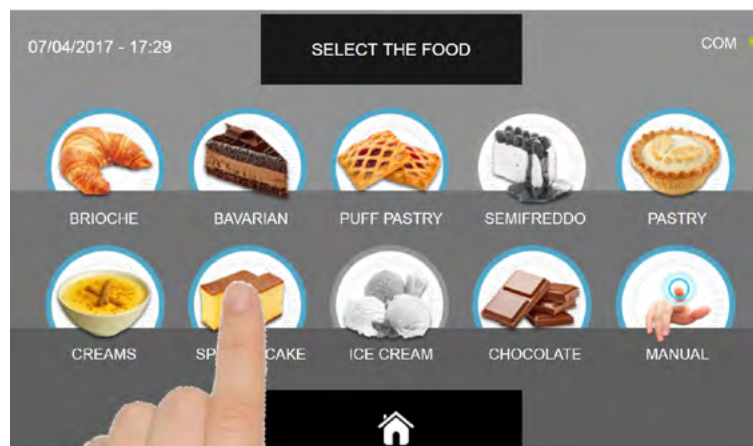 07/04/2017 - 17:29
SELECT THE FOOD
COM
BRIOCHE
BAVARIAN
PUFF PASTRY
SEMIFREDDO
PASTRY
CREAMS
CAKE
ICE CREAM
CHOCOLATE
MANUAL